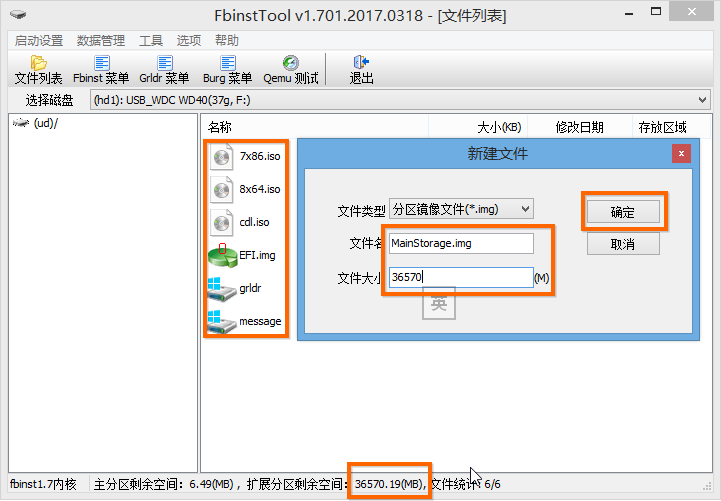 FbinstTool v1.701.2017.0318 - [文件列表]
启动设置 数据管理 工具 选项 帮助
文件列表 Fbinst 菜单 Grldr 菜单 Burg 菜单 Qemu 测试 退出
选择磁盘 (hd1): USB_WDC WD40(37g, F:)
(ud)/
名称 大小(KB) 修改日期 存放区域
7x86.iso
8x64.iso
cdl.iso
EFI.img
grldr
message
新建文件
文件类型 分区镜像文件(*.img)
确定
文件名 MainStorage.img
取消
文件大小 36570 (M)
英
fbinst1.7内核 主分区剩余空间: 6.49(MB) , 扩展分区剩余空间: 36570.19(MB), 文件统计: 6/6